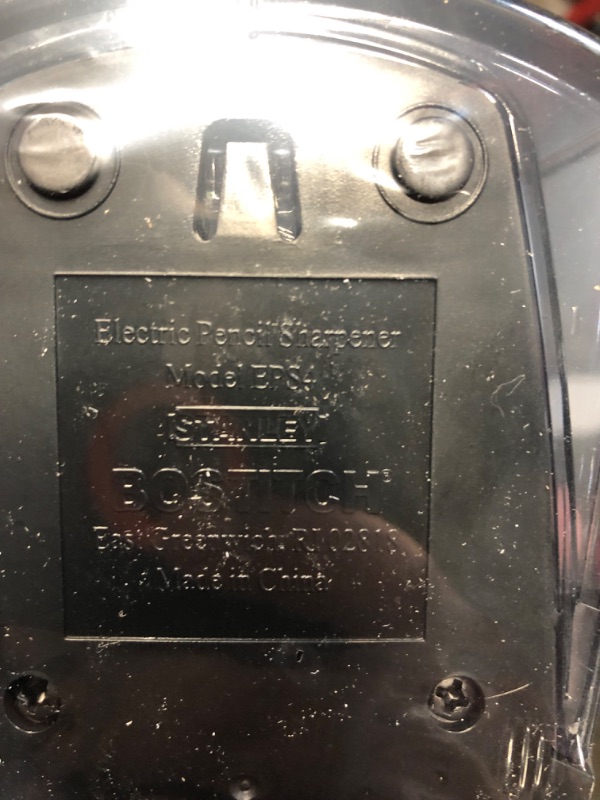 Electric Pencil Sharpener
Model EPS4
STANLEY
BOSTITCH®
East Greenwich RI 02818
Made in China